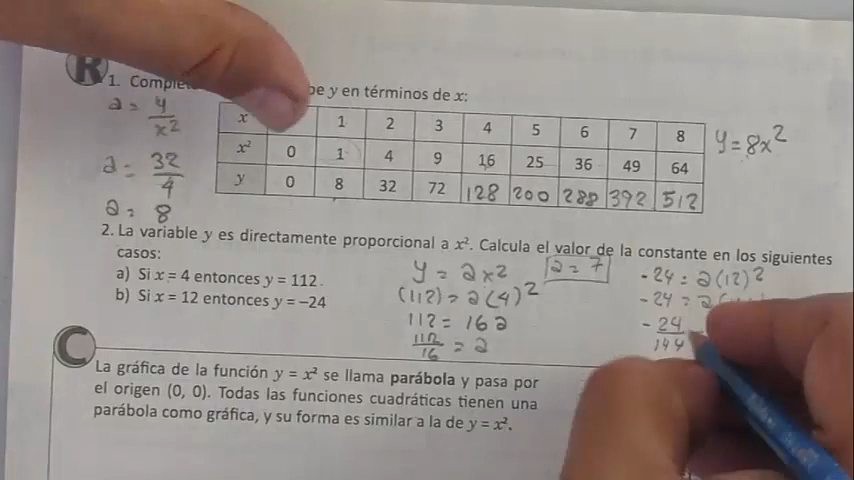 R
1. Comple be y en términos de x:
a = y/x²
a = 32/4
a = 8
x 1 2 3 4 5 6 7 8
x² 0 1 4 9 16 25 36 49 64
y 0 8 32 72 128 200 288 392 512
y = 8x²
2. La variable y es directamente proporcional a x². Calcula el valor de la constante en los siguientes
casos:
a) Si x = 4 entonces y = 112.
b) Si x = 12 entonces y = –24
y = ax²
(112) = a(4)²
112 = 16a
112/16 = a
a = 7
-24 = a(12)²
-24 = a(
-24/144
C
La gráfica de la función y = x² se llama parábola y pasa por
el origen (0, 0). Todas las funciones cuadráticas tienen una
parábola como gráfica, y su forma es similar a la de y = x².